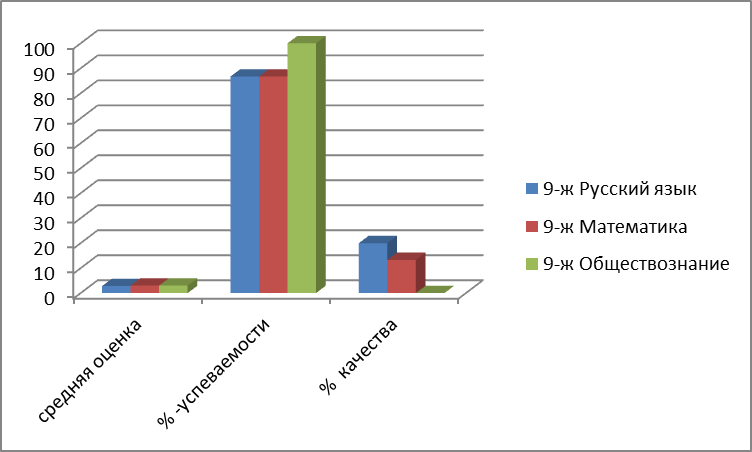 100
90
80
70
60
50
40
30
20
10
0
средняя оценка
% -успеваемости
% качества
9-ж Русский язык
9-ж Математика
9-ж Обществознание